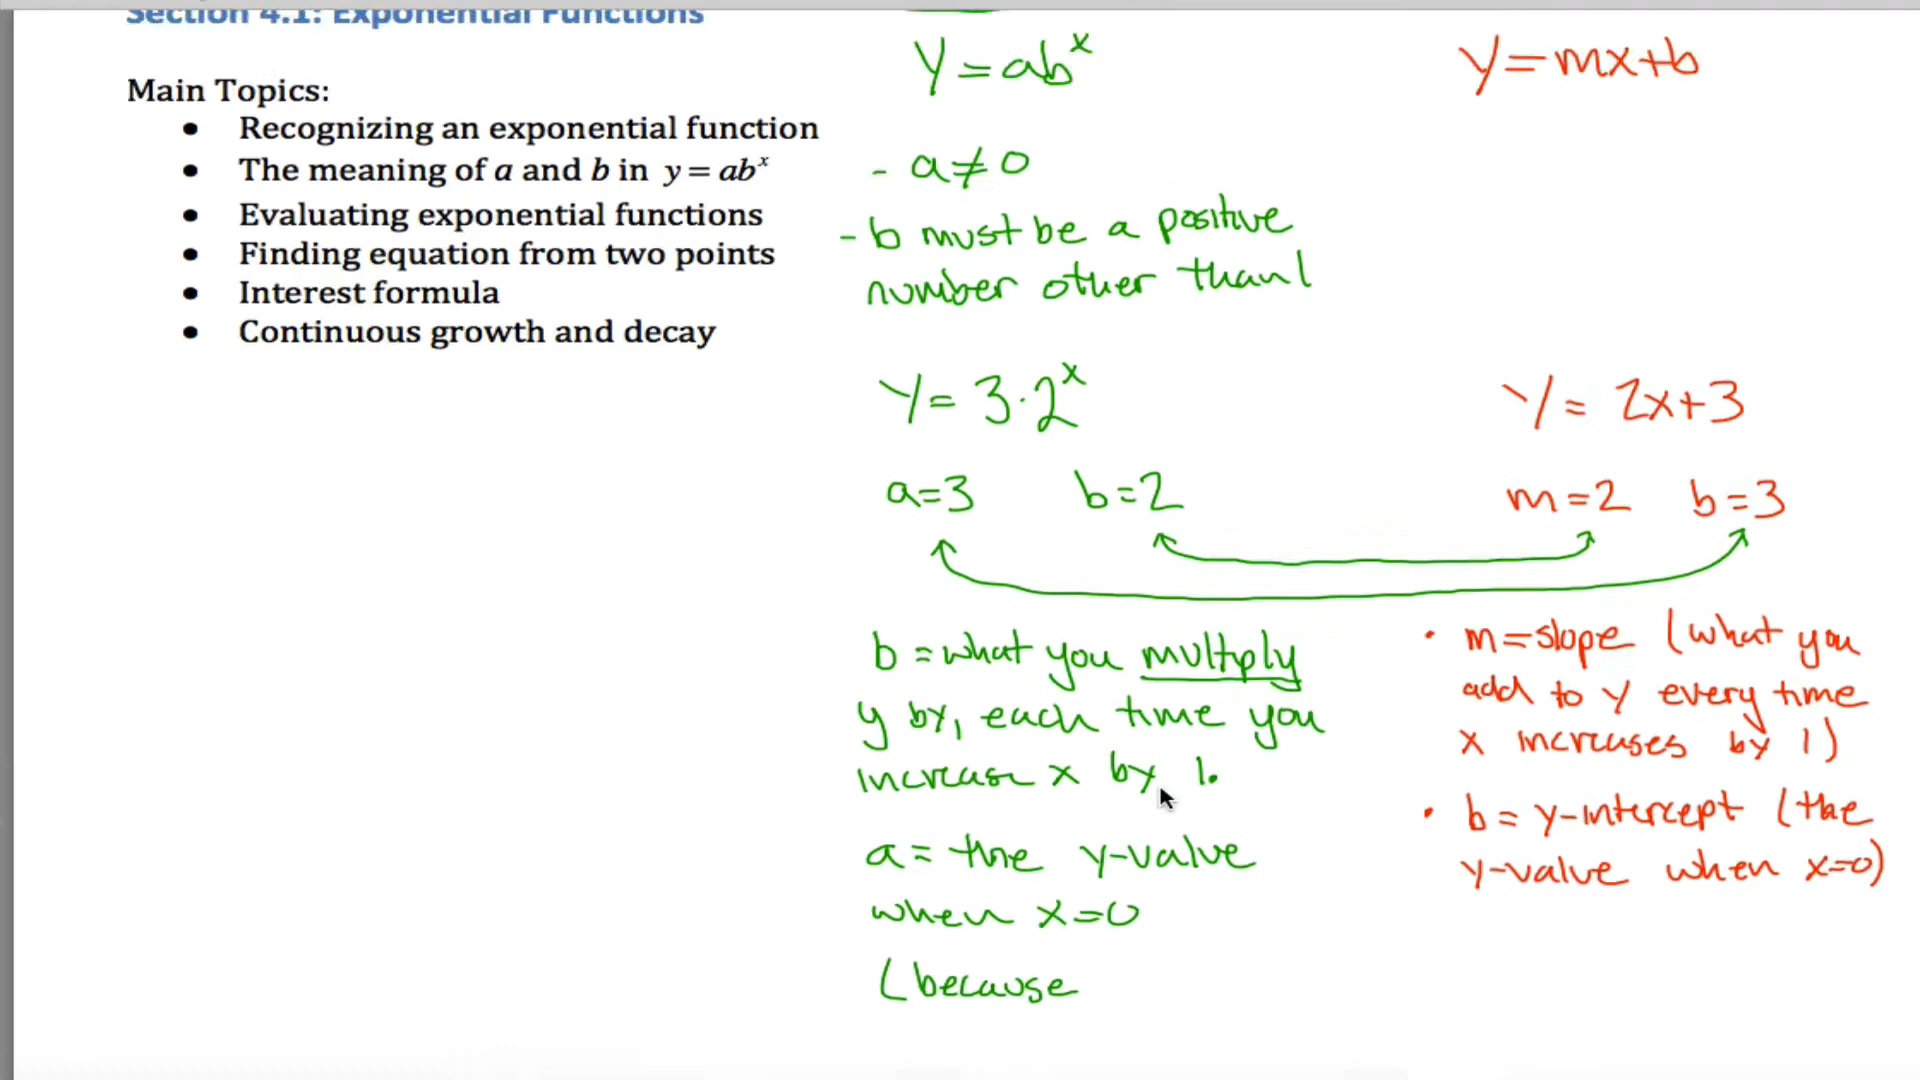 Section 4.1: Exponential Functions
Main Topics:
• Recognizing an exponential function
• The meaning of a and b in y = abˣ
• Evaluating exponential functions
• Finding equation from two points
• Interest formula
• Continuous growth and decay
y = abˣ
- a ≠ 0
- b must be a positive
number other than 1
y = 3·2ˣ
a=3 b=2
b = what you multiply
y by, each time you
increase x by 1.
a = the y-value
when x=0
(because
y=mx+b
y = 2x+3
m=2 b=3
• m=slope (what you
add to y every time
x increases by 1)
• b = y-intercept (the
y-value when x=0)